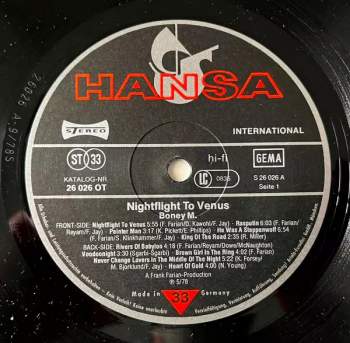 HANSA
STEREO
INTERNATIONAL
ST 33
hi-fi
GEMA
LC 0835
KATALOG-NR.
26 026 OT
S 26 026 A
Seite 1
Nightflight To Venus
Boney M.
FRONT-SIDE: Nightflight To Venus 5:55 (F. Farian/D. Kawohl/F. Jay) — Rasputin 6:03 (F. Farian/
Reyam/F. Jay) — Painter Man 3:17 (K. Pickett/E. Phillips) — He Was A Steppenwolf 6:54
(F. Farian/S. Klinkhammer/F. Jay) — King Of The Road 2:35 (R. Miller)
BACK-SIDE: Rivers Of Babylon 4:18 (F. Farian/Reyam/Dowe/McNaughton)
Voodoonight 3:30 (Sgarbi-Sgarbi) — Brown Girl In The Ring 4:02 (F. Farian)
Never Change Lovers In The Middle Of The Night 5:22 (K. Forsey/
M. Björklund/F. Jay) — Heart Of Gold 4:00 (N. Young)
A Frank Farian-Production
℗ 5/78
Made in 33 Germany